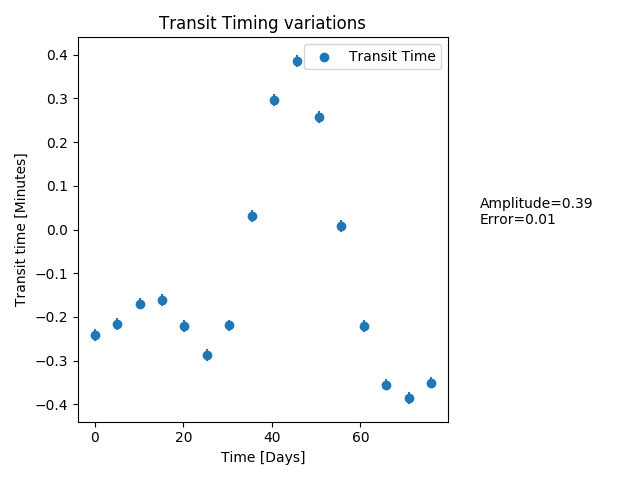 Transit Timing variations
Transit Time
0.4
0.3
0.2
0.1
0.0
−0.1
−0.2
−0.3
−0.4
Transit time [Minutes]
0
20
40
60
Time [Days]
Amplitude=0.39
Error=0.01